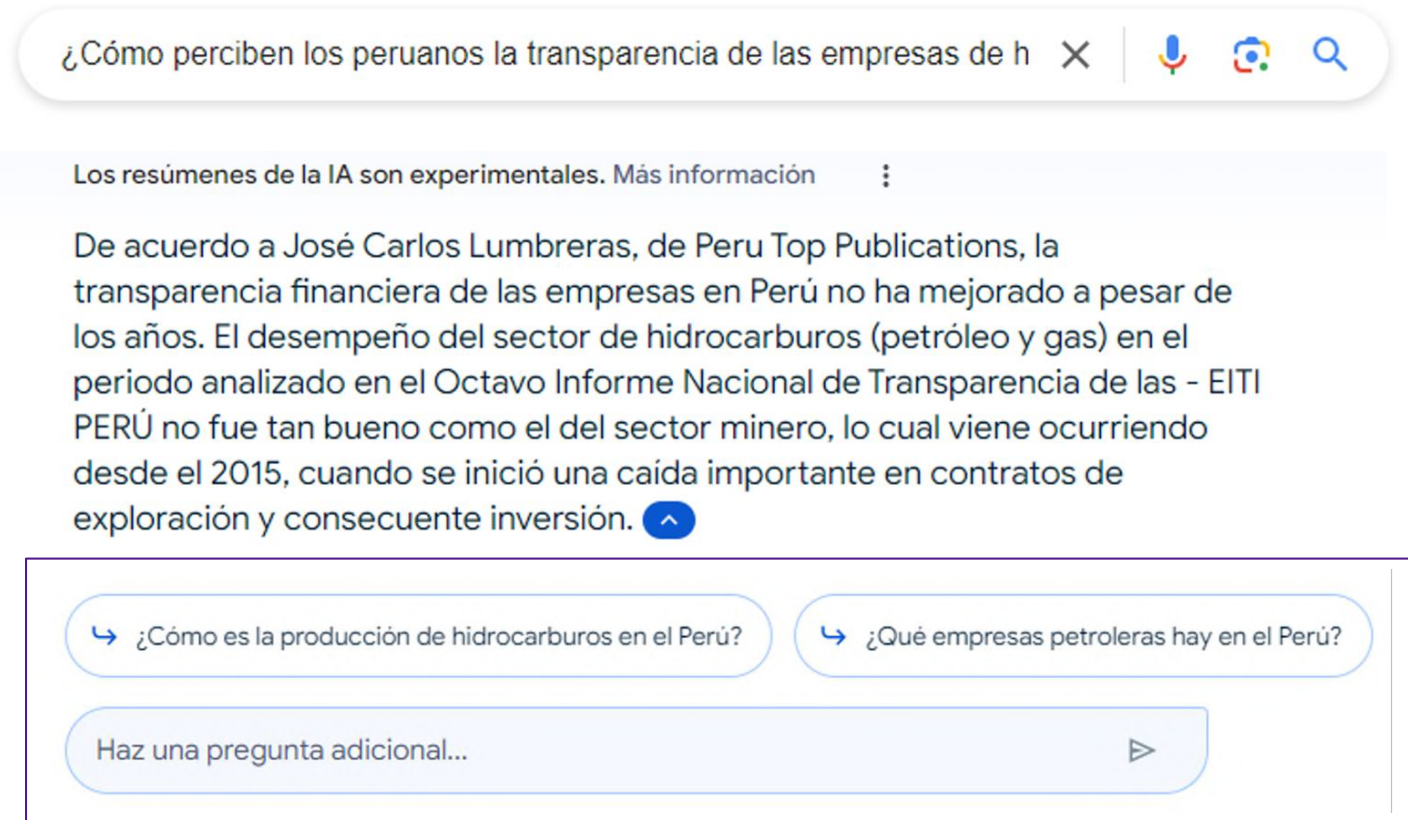 ¿Cómo perciben los peruanos la transparencia de las empresas de h
Los resúmenes de la IA son experimentales. Más información
De acuerdo a José Carlos Lumbreras, de Peru Top Publications, la
transparencia financiera de las empresas en Perú no ha mejorado a pesar de
los años. El desempeño del sector de hidrocarburos (petróleo y gas) en el
periodo analizado en el Octavo Informe Nacional de Transparencia de las - EITI
PERÚ no fue tan bueno como el del sector minero, lo cual viene ocurriendo
desde el 2015, cuando se inició una caída importante en contratos de
exploración y consecuente inversión.
¿Cómo es la producción de hidrocarburos en el Perú?
¿Qué empresas petroleras hay en el Perú?
Haz una pregunta adicional...